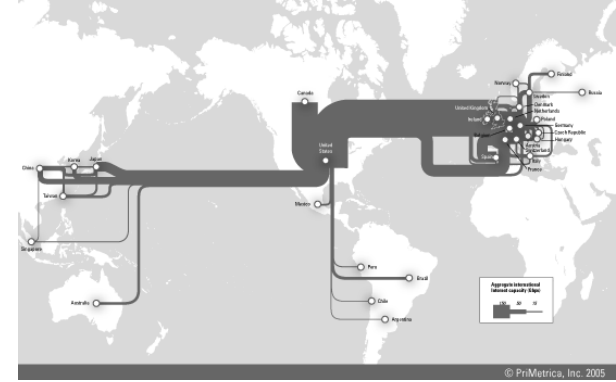 Canada
United
States
Mexico
Peru
Brazil
Chile
Argentina
China
Korea
Japan
Taiwan
Singapore
Australia
Norway
Finland
Sweden
Russia
United Kingdom
Denmark
Netherlands
Ireland
Poland
Germany
Czech Republic
Hungary
Austria
Switzerland
Spain
Italy
France
Aggregate international
Internet capacity (Gbps)
50
10
© PriMetrica, Inc. 2005